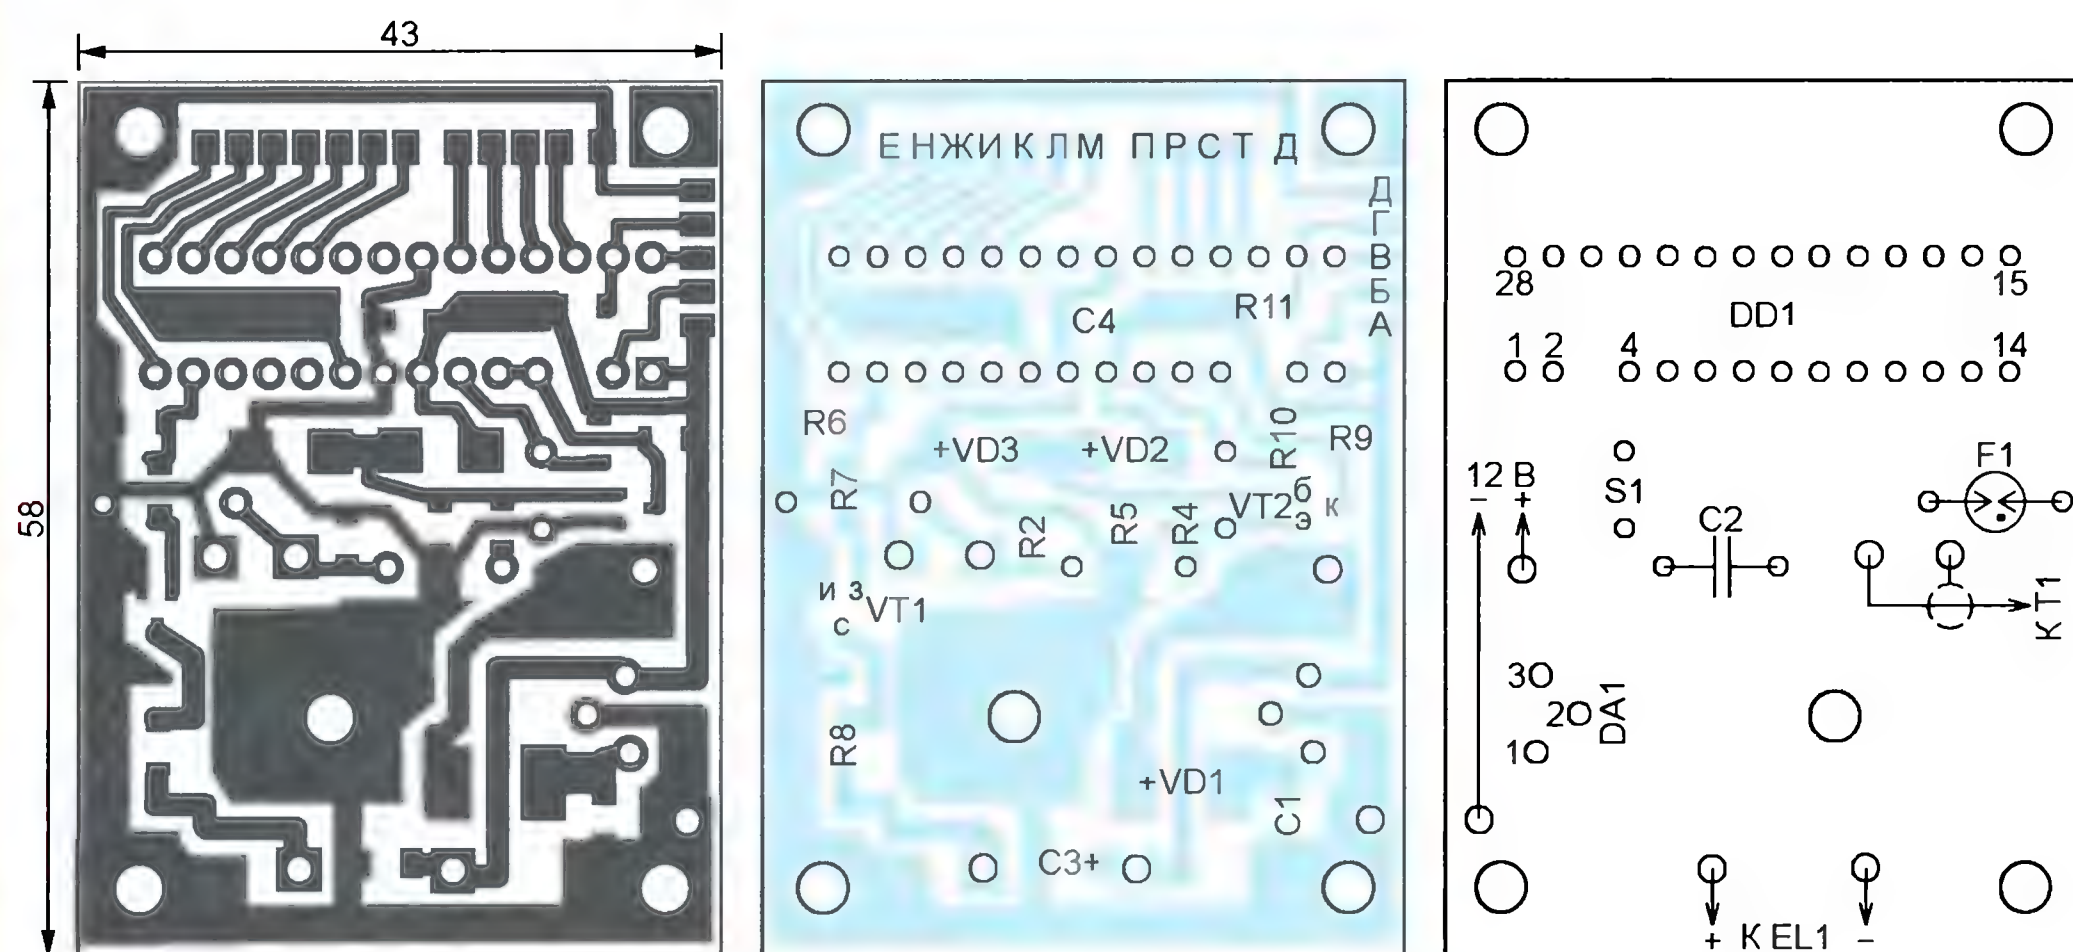 43
58
Е Н Ж И К Л М П Р С Т Д
Д
Г
В
Б
А
C4
R11
R6
+VD3
+VD2
R10
R9
R7
R2
R5
R4
VT2
б
э
к
и з
с
VT1
R8
+VD1
C1
C3+
28
15
DD1
1 2
4
14
12 В
− +
S1
C2
F1
КТ1
3
2
1
DA1
+ К EL1 −